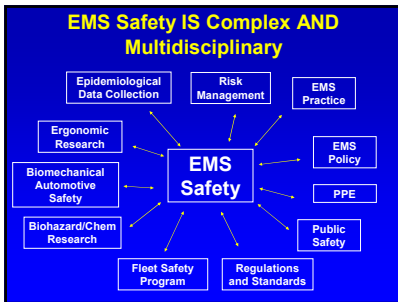 EMS Safety IS Complex AND
Multidisciplinary
Epidemiological
Data Collection
Risk
Management
EMS
Practice
Ergonomic
Research
EMS
Policy
EMS
Safety
Biomechanical
Automotive
Safety
PPE
Biohazard/Chem
Research
Public
Safety
Fleet Safety
Program
Regulations
and Standards